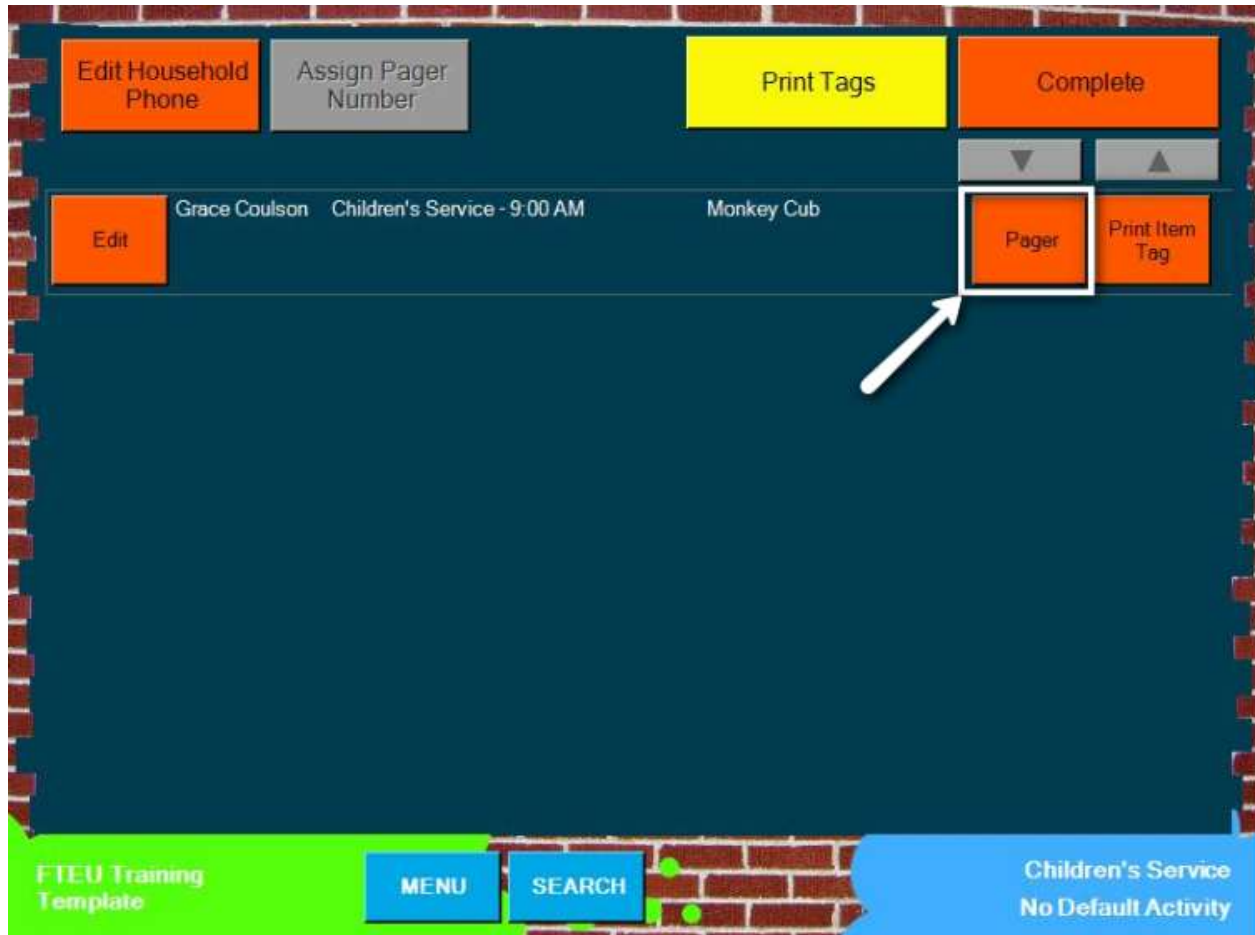 Edit Household
Phone
Assign Pager
Number
Print Tags
Complete
▼
▲
Edit
Grace Coulson Children's Service - 9:00 AM Monkey Cub
Pager
Print Item
Tag
FTEU Training
Template
MENU
SEARCH
Children's Service
No Default Activity